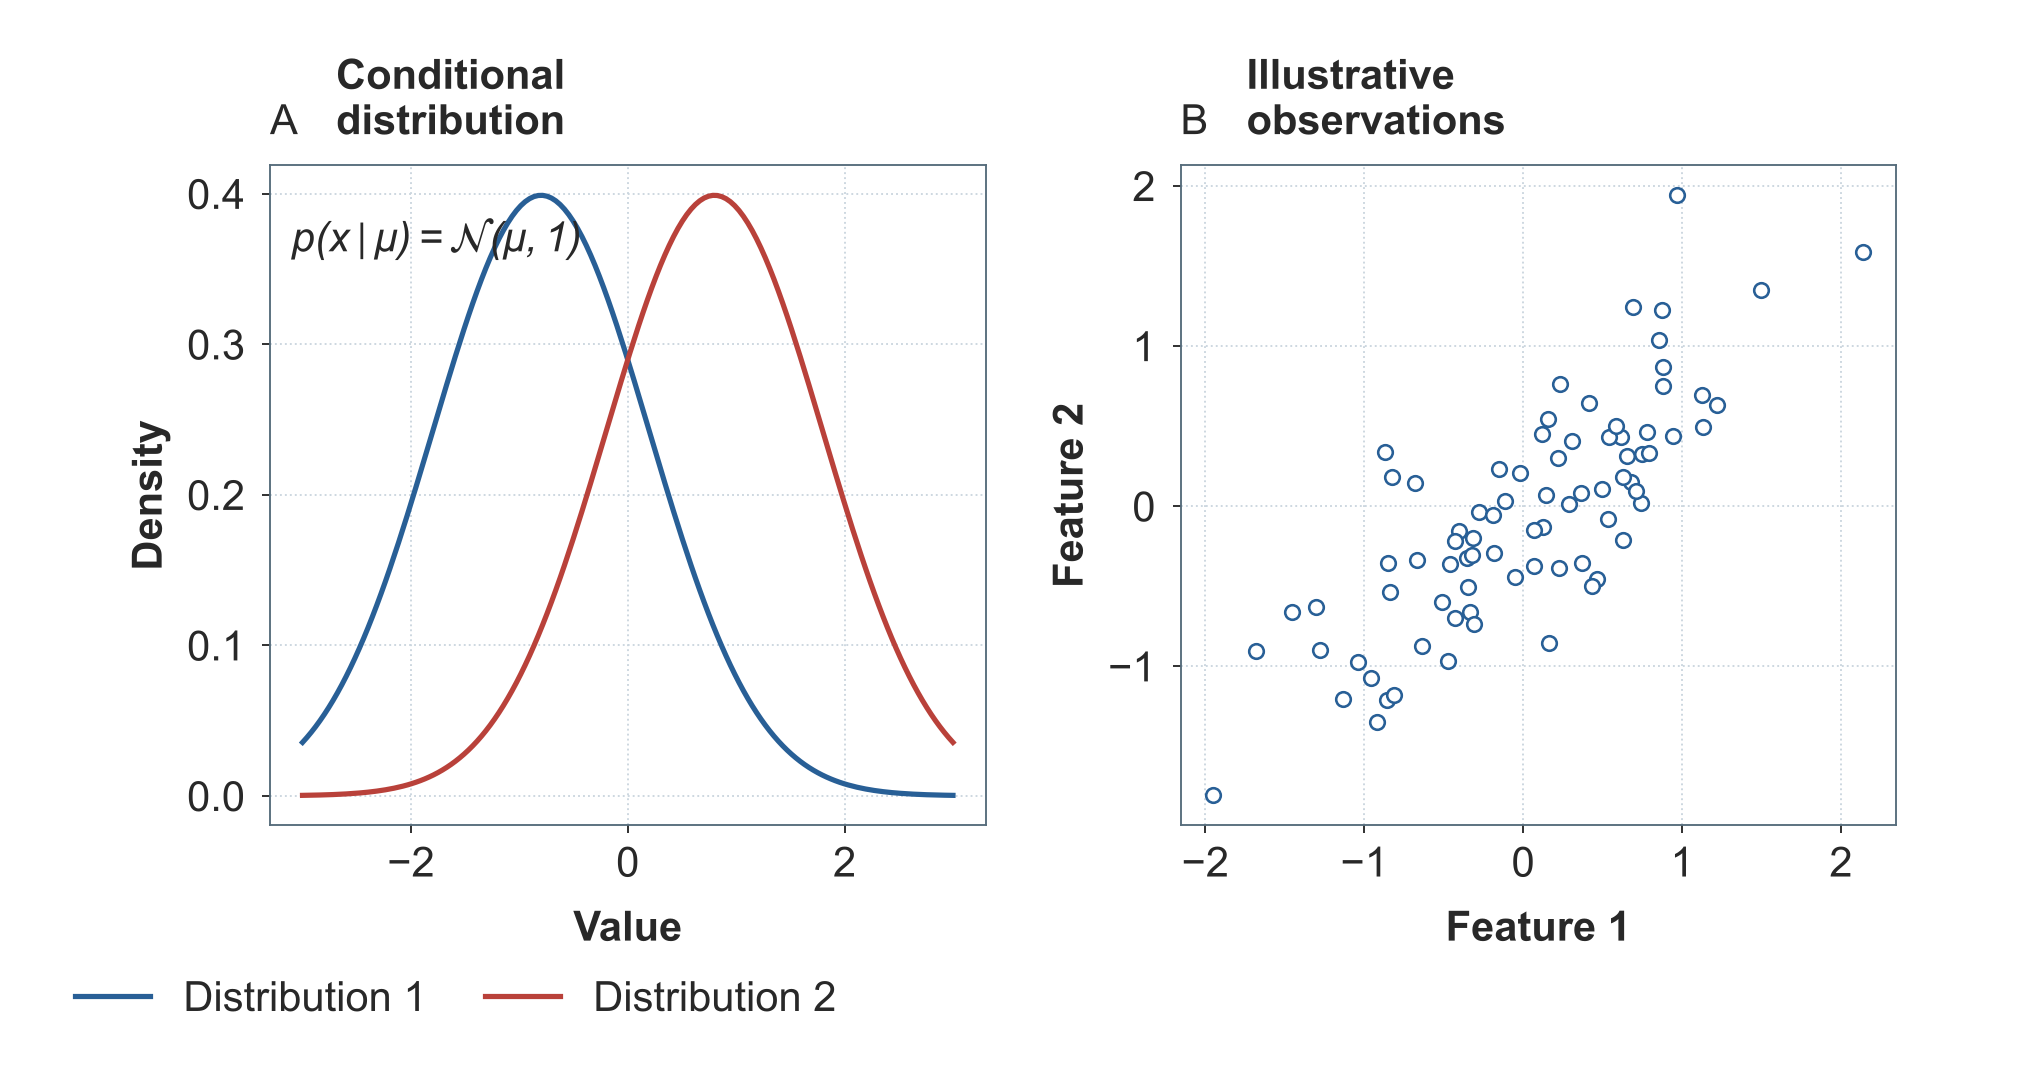 A
Conditional
distribution
p(x | μ) = 𝒩(μ, 1)
Density
0.4
0.3
0.2
0.1
0.0
−2
0
2
Value
Distribution 1
Distribution 2
B
Illustrative
observations
Feature 2
2
1
0
−1
−2
−1
0
1
2
Feature 1